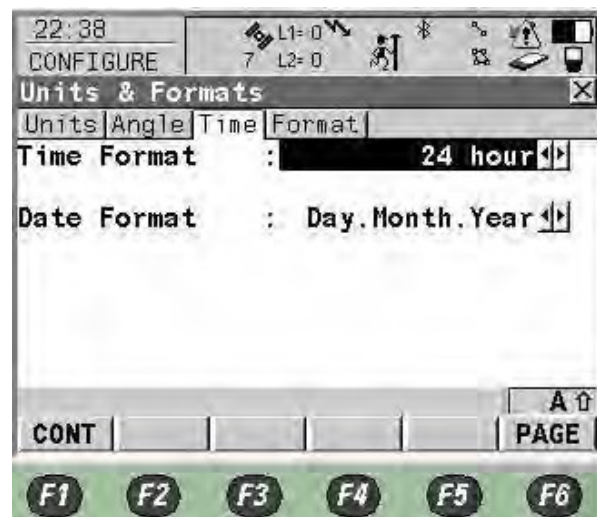 22:38
CONFIGURE
7 L1= 0
L2= 0
Units & Formats
Units Angle Time Format
Time Format : 24 hour
Date Format : Day.Month.Year
A
CONT PAGE
F1 F2 F3 F4 F5 F6